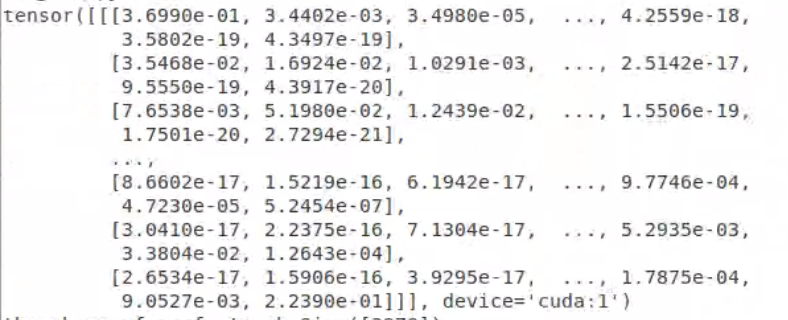 tensor([[[3.6990e-01, 3.4402e-03, 3.4980e-05,  ..., 4.2559e-18,
3.5802e-19, 4.3497e-19],
[3.5468e-02, 1.6924e-02, 1.0291e-03,  ..., 2.5142e-17,
9.5550e-19, 4.3917e-20],
[7.6538e-03, 5.1980e-02, 1.2439e-02,  ..., 1.5506e-19,
1.7501e-20, 2.7294e-21],
...,
[8.6602e-17, 1.5219e-16, 6.1942e-17,  ..., 9.7746e-04,
4.7230e-05, 5.2454e-07],
[3.0410e-17, 2.2375e-16, 7.1304e-17,  ..., 5.2935e-03,
3.3804e-02, 1.2643e-04],
[2.6534e-17, 1.5906e-16, 3.9295e-17,  ..., 1.7875e-04,
9.0527e-03, 2.2390e-01]]], device='cuda:1')